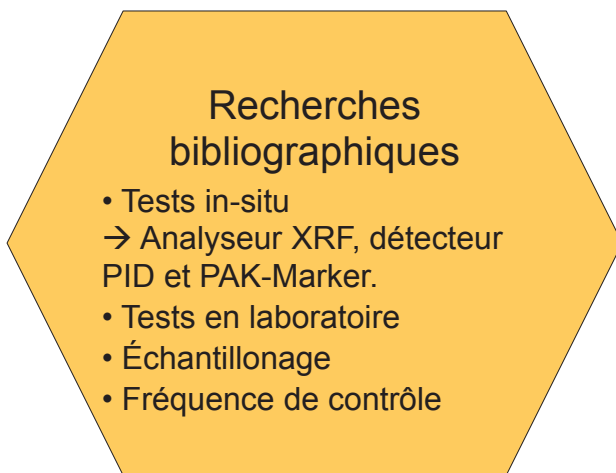 Recherches
bibliographiques
• Tests in-situ
→ Analyseur XRF, détecteur
PID et PAK-Marker.
• Tests en laboratoire
• Échantillonage
• Fréquence de contrôle